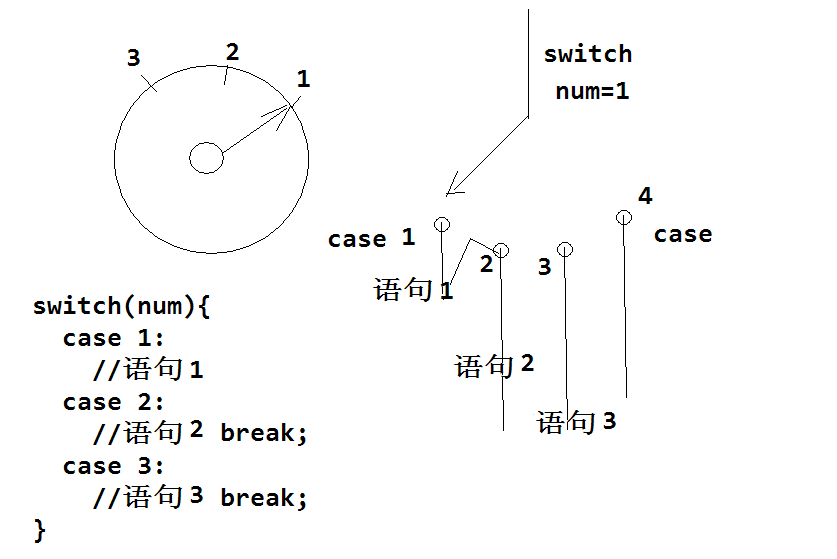 3
2
1
switch
num=1
4
case 1
case
2
3
语句1
语句2
语句3
switch(num){
case 1:
//语句1
case 2:
//语句2 break;
case 3:
//语句3 break;
}